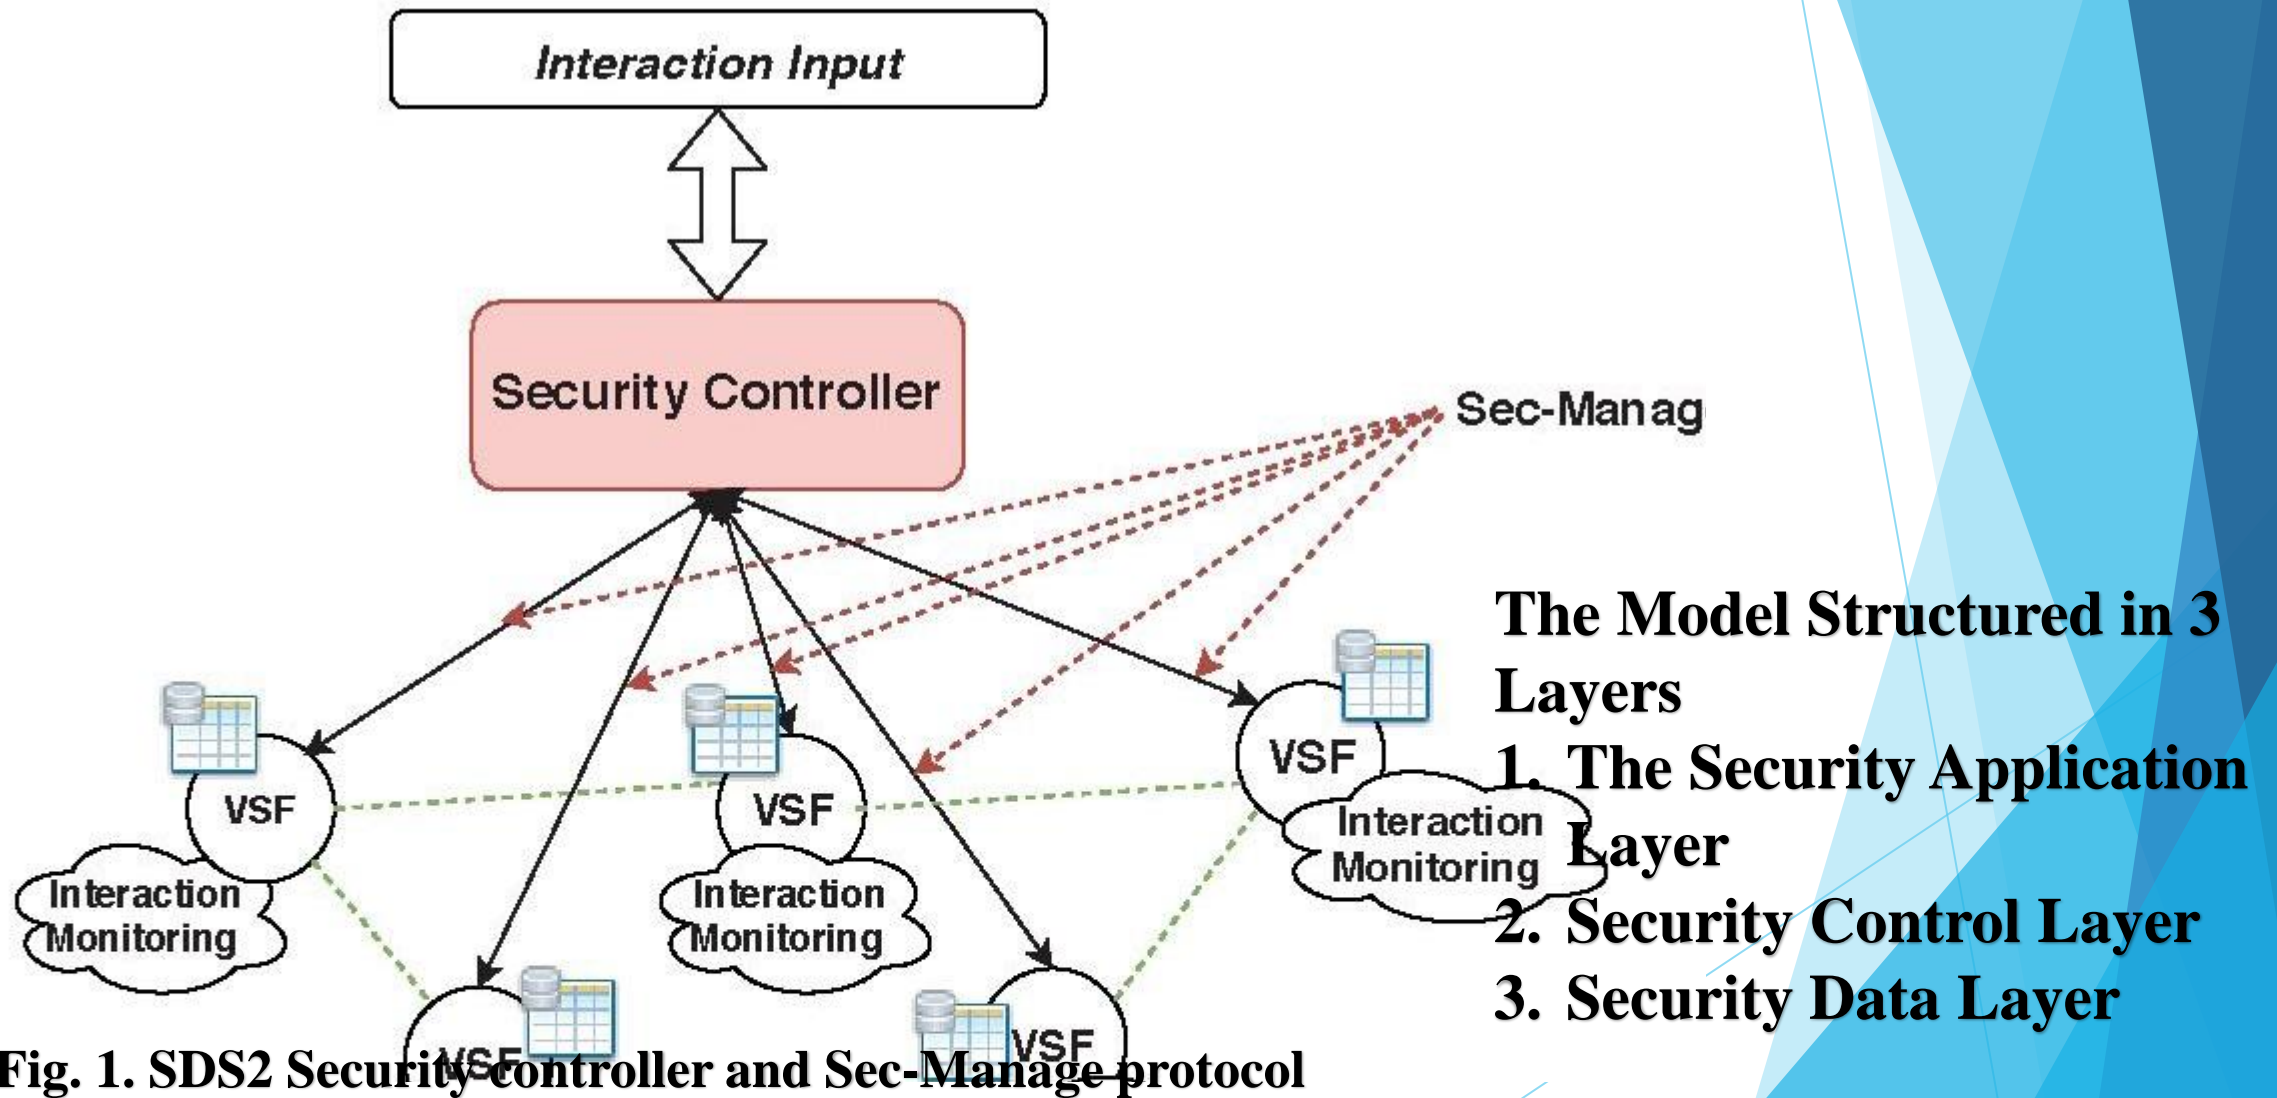 Interaction Input
Security Controller
Sec-Manag
VSF
Interaction
Monitoring
VSF
Interaction
Monitoring
VSF
Interaction
Monitoring
VSF
VSF
Fig. 1. SDS2 Security controller and Sec-Manage protocol
The Model Structured in 3
Layers
1. The Security Application
Layer
2. Security Control Layer
3. Security Data Layer